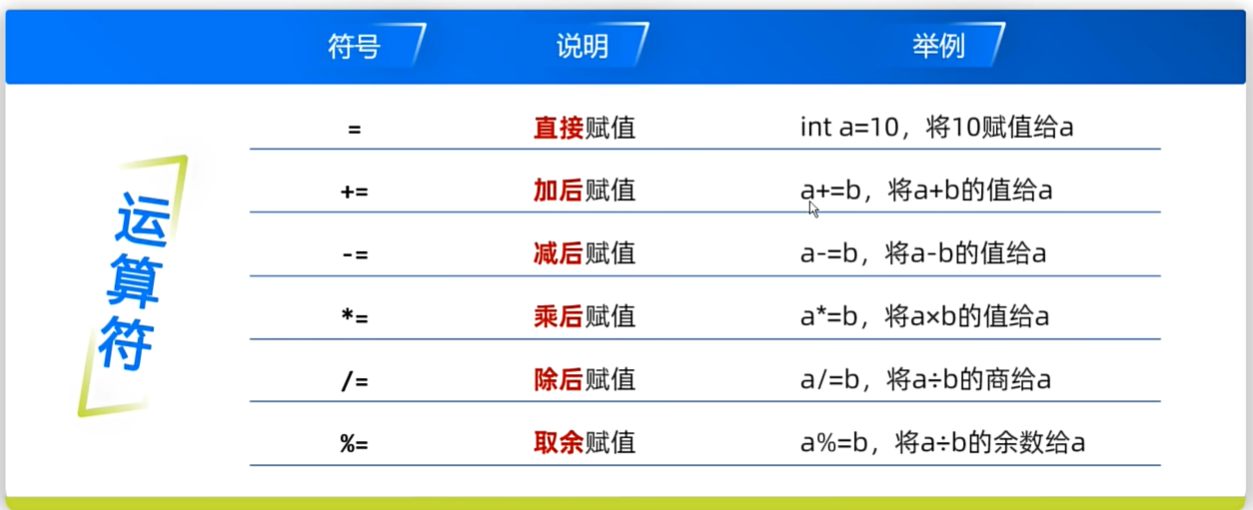 符号 说明 举例
= 直接赋值 int a=10，将10赋值给a
+= 加后赋值 a+=b，将a+b的值给a
-= 减后赋值 a-=b，将a-b的值给a
*= 乘后赋值 a*=b，将a×b的值给a
/= 除后赋值 a/=b，将a÷b的商给a
%= 取余赋值 a%=b，将a÷b的余数给a
运算符